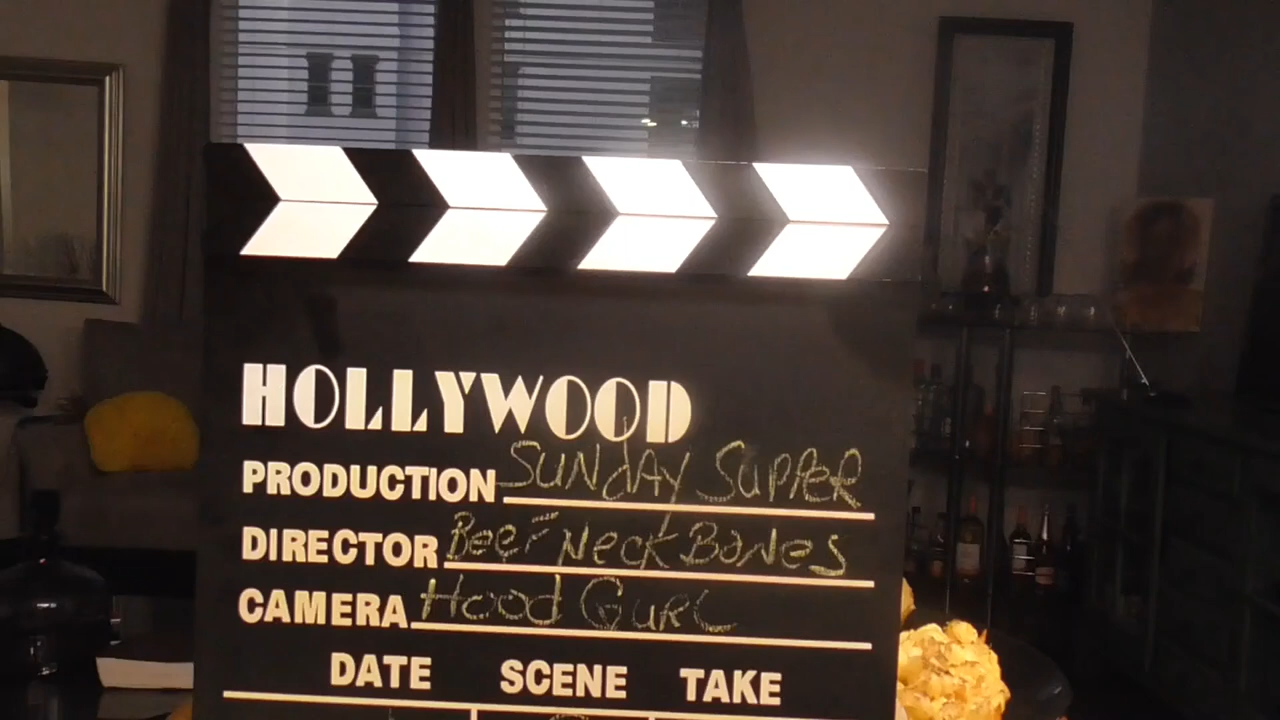 HOLLYWOOD
PRODUCTION SUNdAY SUPPER
DIRECTOR Beef Neck BoNes
CAMERA Hood GURL
DATE SCENE TAKE